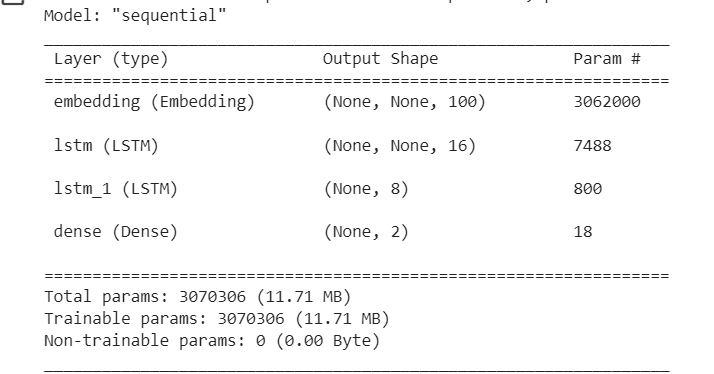 Model: "sequential"
_________________________________________________________________
Layer (type) Output Shape Param #
=================================================================
embedding (Embedding) (None, None, 100) 3062000
lstm (LSTM) (None, None, 16) 7488
lstm_1 (LSTM) (None, 8) 800
dense (Dense) (None, 2) 18
=================================================================
Total params: 3070306 (11.71 MB)
Trainable params: 3070306 (11.71 MB)
Non-trainable params: 0 (0.00 Byte)
_________________________________________________________________